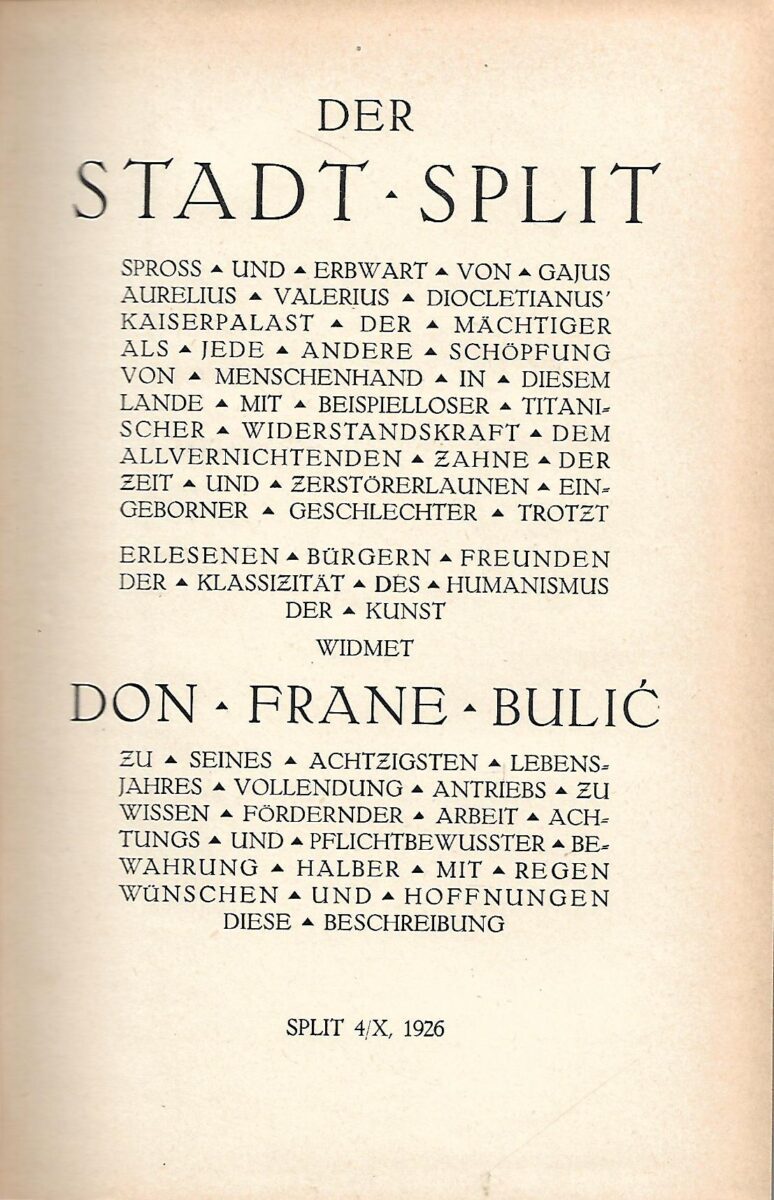 DER
STADT · SPLIT
SPROSS ▲ UND ▲ ERBWART ▲ VON ▲ GAJUS
AURELIUS ▲ VALERIUS ▲ DIOCLETIANUS'
KAISERPALAST ▲ DER ▲ MÄCHTIGER
ALS ▲ JEDE ▲ ANDERE ▲ SCHÖPFUNG
VON ▲ MENSCHENHAND ▲ IN ▲ DIESEM
LANDE ▲ MIT ▲ BEISPIELLOSER ▲ TITANI=
SCHER ▲ WIDERSTANDSKRAFT ▲ DEM
ALLVERNICHTENDEN ▲ ZAHNE ▲ DER
ZEIT ▲ UND ▲ ZERSTÖRERLAUNEN ▲ EIN=
GEBORNER ▲ GESCHLECHTER ▲ TROTZT
ERLESENEN ▲ BÜRGERN ▲ FREUNDEN
DER ▲ KLASSIZITÄT ▲ DES ▲ HUMANISMUS
DER ▲ KUNST
WIDMET
DON · FRANE · BULIĆ
ZU ▲ SEINES ▲ ACHTZIGSTEN ▲ LEBENS=
JAHRES ▲ VOLLENDUNG ▲ ANTRIEBS ▲ ZU
WISSEN ▲ FÖRDERNDER ▲ ARBEIT ▲ ACH=
TUNGS ▲ UND ▲ PFLICHTBEWUSSTER ▲ BE=
WAHRUNG ▲ HALBER ▲ MIT ▲ REGEN
WÜNSCHEN ▲ UND ▲ HOFFNUNGEN
DIESE ▲ BESCHREIBUNG
SPLIT 4/X, 1926